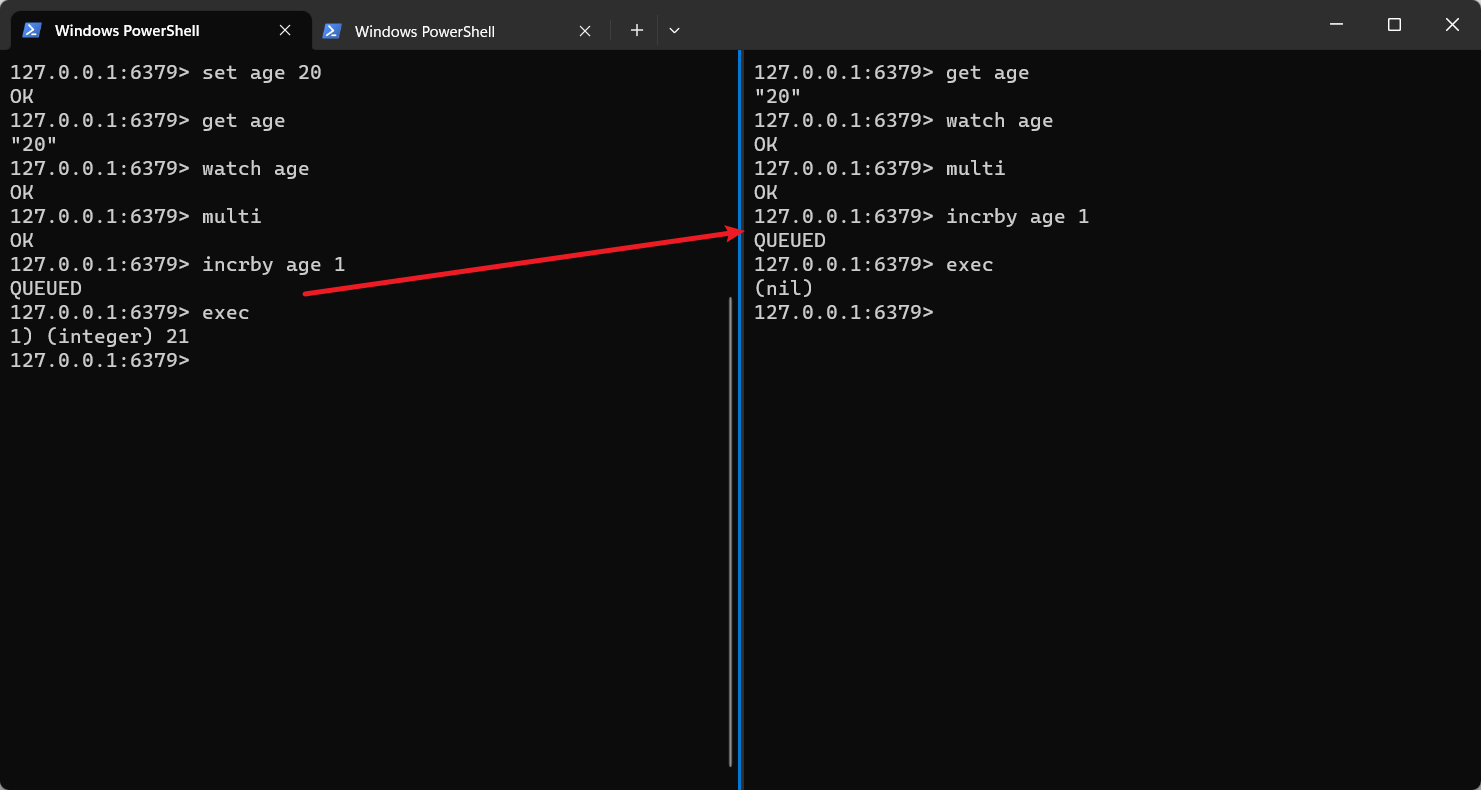 Windows PowerShell
Windows PowerShell
127.0.0.1:6379> set age 20
OK
127.0.0.1:6379> get age
"20"
127.0.0.1:6379> watch age
OK
127.0.0.1:6379> multi
OK
127.0.0.1:6379> incrby age 1
QUEUED
127.0.0.1:6379> exec
1) (integer) 21
127.0.0.1:6379>
127.0.0.1:6379> get age
"20"
127.0.0.1:6379> watch age
OK
127.0.0.1:6379> multi
OK
127.0.0.1:6379> incrby age 1
QUEUED
127.0.0.1:6379> exec
(nil)
127.0.0.1:6379>